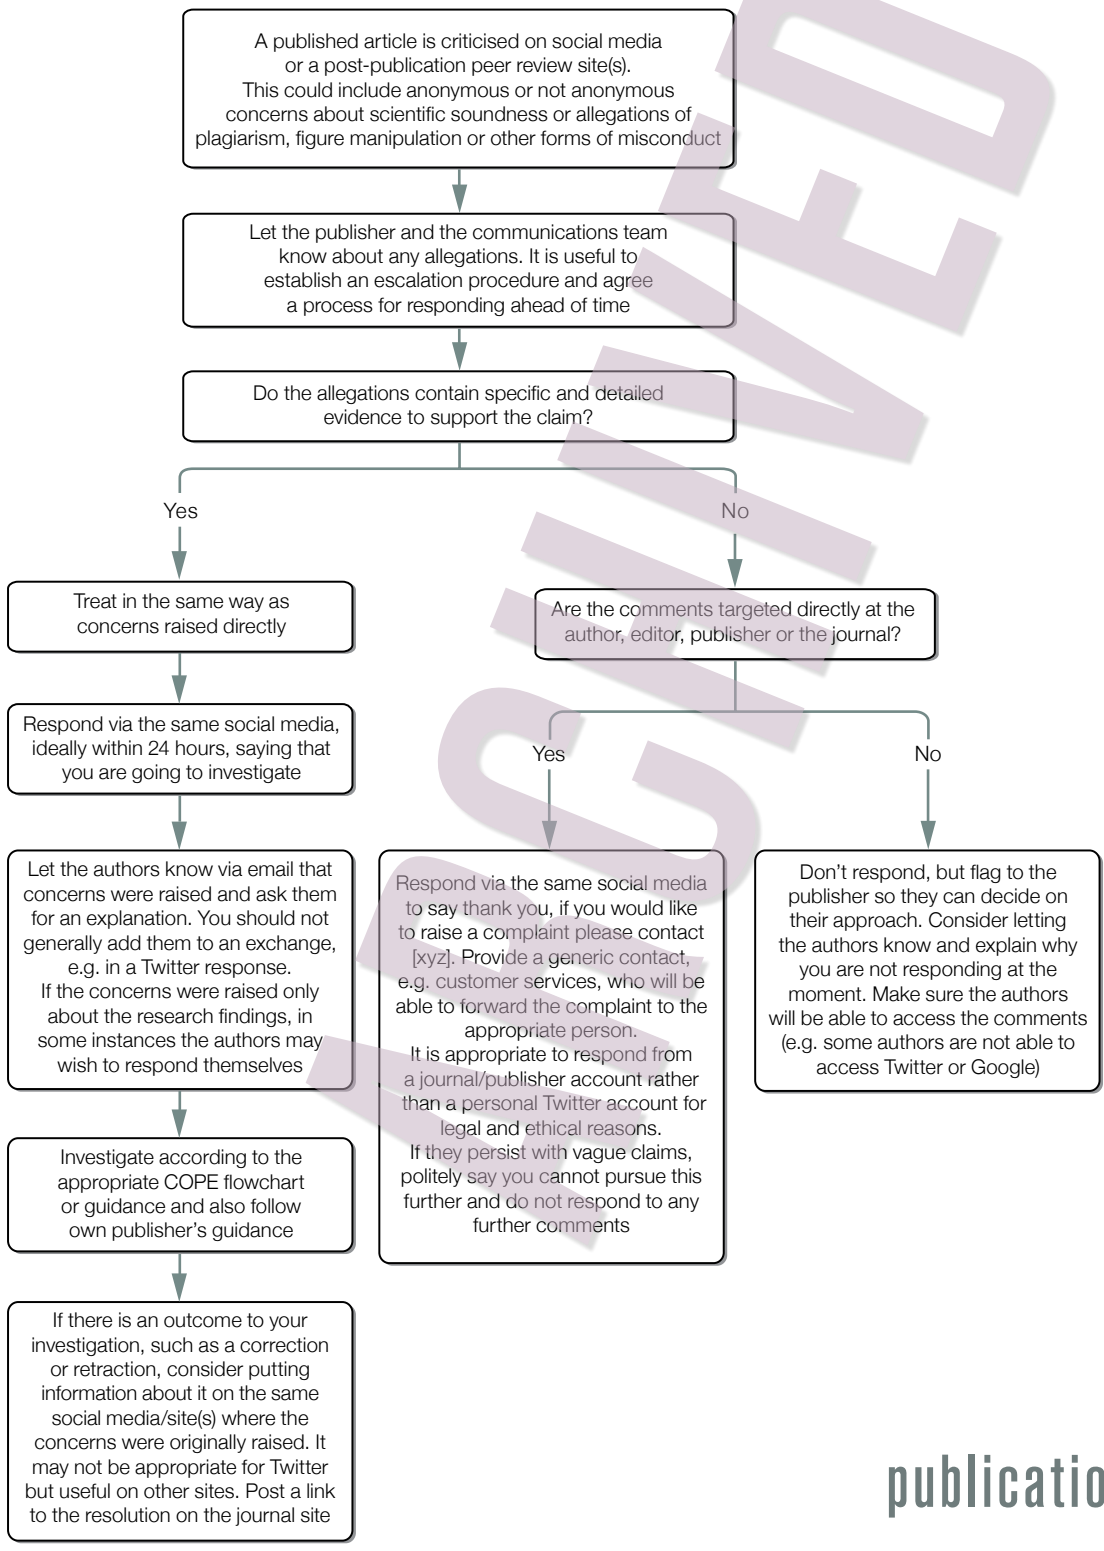 A published article is criticised on social media
or a post-publication peer review site(s).
This could include anonymous or not anonymous
concerns about scientific soundness or allegations of
plagiarism, figure manipulation or other forms of misconduct
Let the publisher and the communications team
know about any allegations. It is useful to
establish an escalation procedure and agree
a process for responding ahead of time
Do the allegations contain specific and detailed
evidence to support the claim?
Yes
No
Treat in the same way as
concerns raised directly
Are the comments targeted directly at the
author, editor, publisher or the journal?
Respond via the same social media,
ideally within 24 hours, saying that
you are going to investigate
Yes
No
Let the authors know via email that
concerns were raised and ask them
for an explanation. You should not
generally add them to an exchange,
e.g. in a Twitter response.
If the concerns were raised only
about the research findings, in
some instances the authors may
wish to respond themselves
Respond via the same social media
to say thank you, if you would like
to raise a complaint please contact
[xyz]. Provide a generic contact,
e.g. customer services, who will be
able to forward the complaint to the
appropriate person.
It is appropriate to respond from
a journal/publisher account rather
than a personal Twitter account for
legal and ethical reasons.
If they persist with vague claims,
politely say you cannot pursue this
further and do not respond to any
further comments
Don't respond, but flag to the
publisher so they can decide on
their approach. Consider letting
the authors know and explain why
you are not responding at the
moment. Make sure the authors
will be able to access the comments
(e.g. some authors are not able to
access Twitter or Google)
Investigate according to the
appropriate COPE flowchart
or guidance and also follow
own publisher's guidance
If there is an outcome to your
investigation, such as a correction
or retraction, consider putting
information about it on the same
social media/site(s) where the
concerns were originally raised. It
may not be appropriate for Twitter
but useful on other sites. Post a link
to the resolution on the journal site
ARCHIVED
publicatio